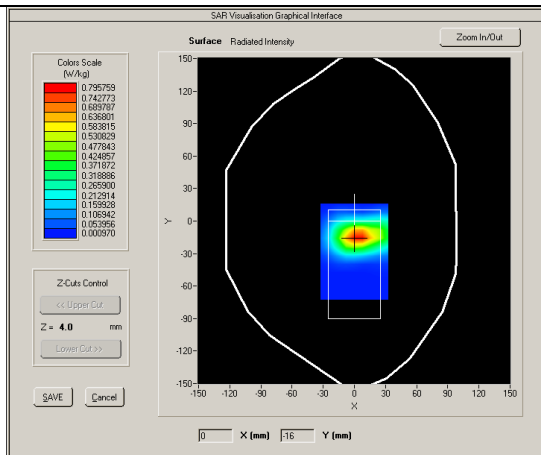 SAR Visualisation Graphical Interface
Surface Radiated Intensity
Zoom In/Out
Colors Scale
(W/kg)
0.795759
0.742773
0.689787
0.636801
0.583815
0.530829
0.477843
0.424857
0.371872
0.318886
0.265900
0.212914
0.159928
0.106942
0.053956
0.000970
150-
120-
90-
60-
30-
0-
-30-
-60-
-90-
-120-
-150-
Y
-150 -120 -90 -60 -30 0 30 60 90 120 150
X
Z-Cuts Control
<< Upper Cut
Z = 4.0 mm
Lower Cut >>
SAVE Cancel
0 X (mm) -16 Y (mm)